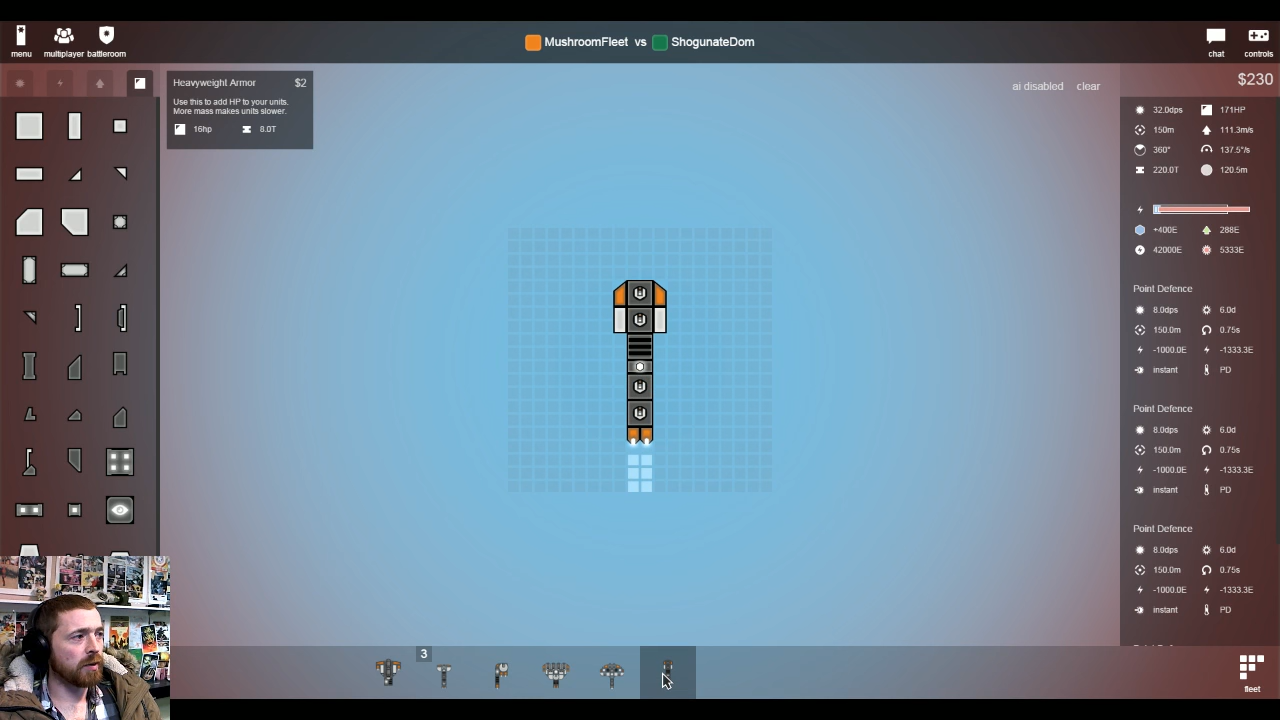 menu
multiplayer
battleroom
MushroomFleet vs ShogunateDom
chat
controls
Heavyweight Armor $2
Use this to add HP to your units.
More mass makes units slower.
16hp 8.0T
ai disabled clear
$230
32.0dps 171HP
150m 111.3m/s
360° 137.5°/s
220.0T 120.5m
+400E 288E
42000E 5333E
Point Defence
8.0dps 6.0d
150.0m 0.75s
-1000.0E -1333.3E
instant PD
Point Defence
8.0dps 6.0d
150.0m 0.75s
-1000.0E -1333.3E
instant PD
Point Defence
8.0dps 6.0d
150.0m 0.75s
-1000.0E -1333.3E
instant PD
3
fleet